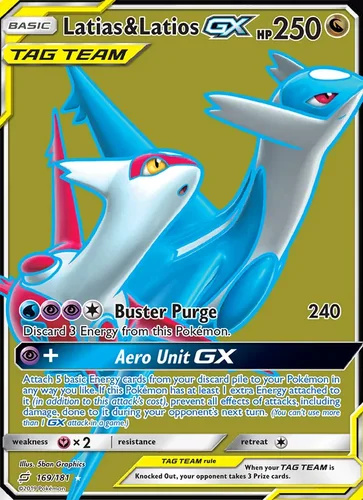 BASIC Latias&Latios GX HP250
TAG TEAM
Buster Purge 240
Discard 3 Energy from this Pokémon.
+ Aero Unit GX
Attach 5 basic Energy cards from your discard pile to your Pokémon in
any way you like. If this Pokémon has at least 1 extra Energy attached to
it (in addition to this attack's cost), prevent all effects of attacks, including
damage, done to it during your opponent's next turn. (You can't use more
than 1 GX attack in a game.)
weakness ×2 resistance retreat
TAG TEAM rule
Illus. 5ban Graphics
When your TAG TEAM is
169/181
Knocked Out, your opponent takes 3 Prize cards.
©2019 Pokémon